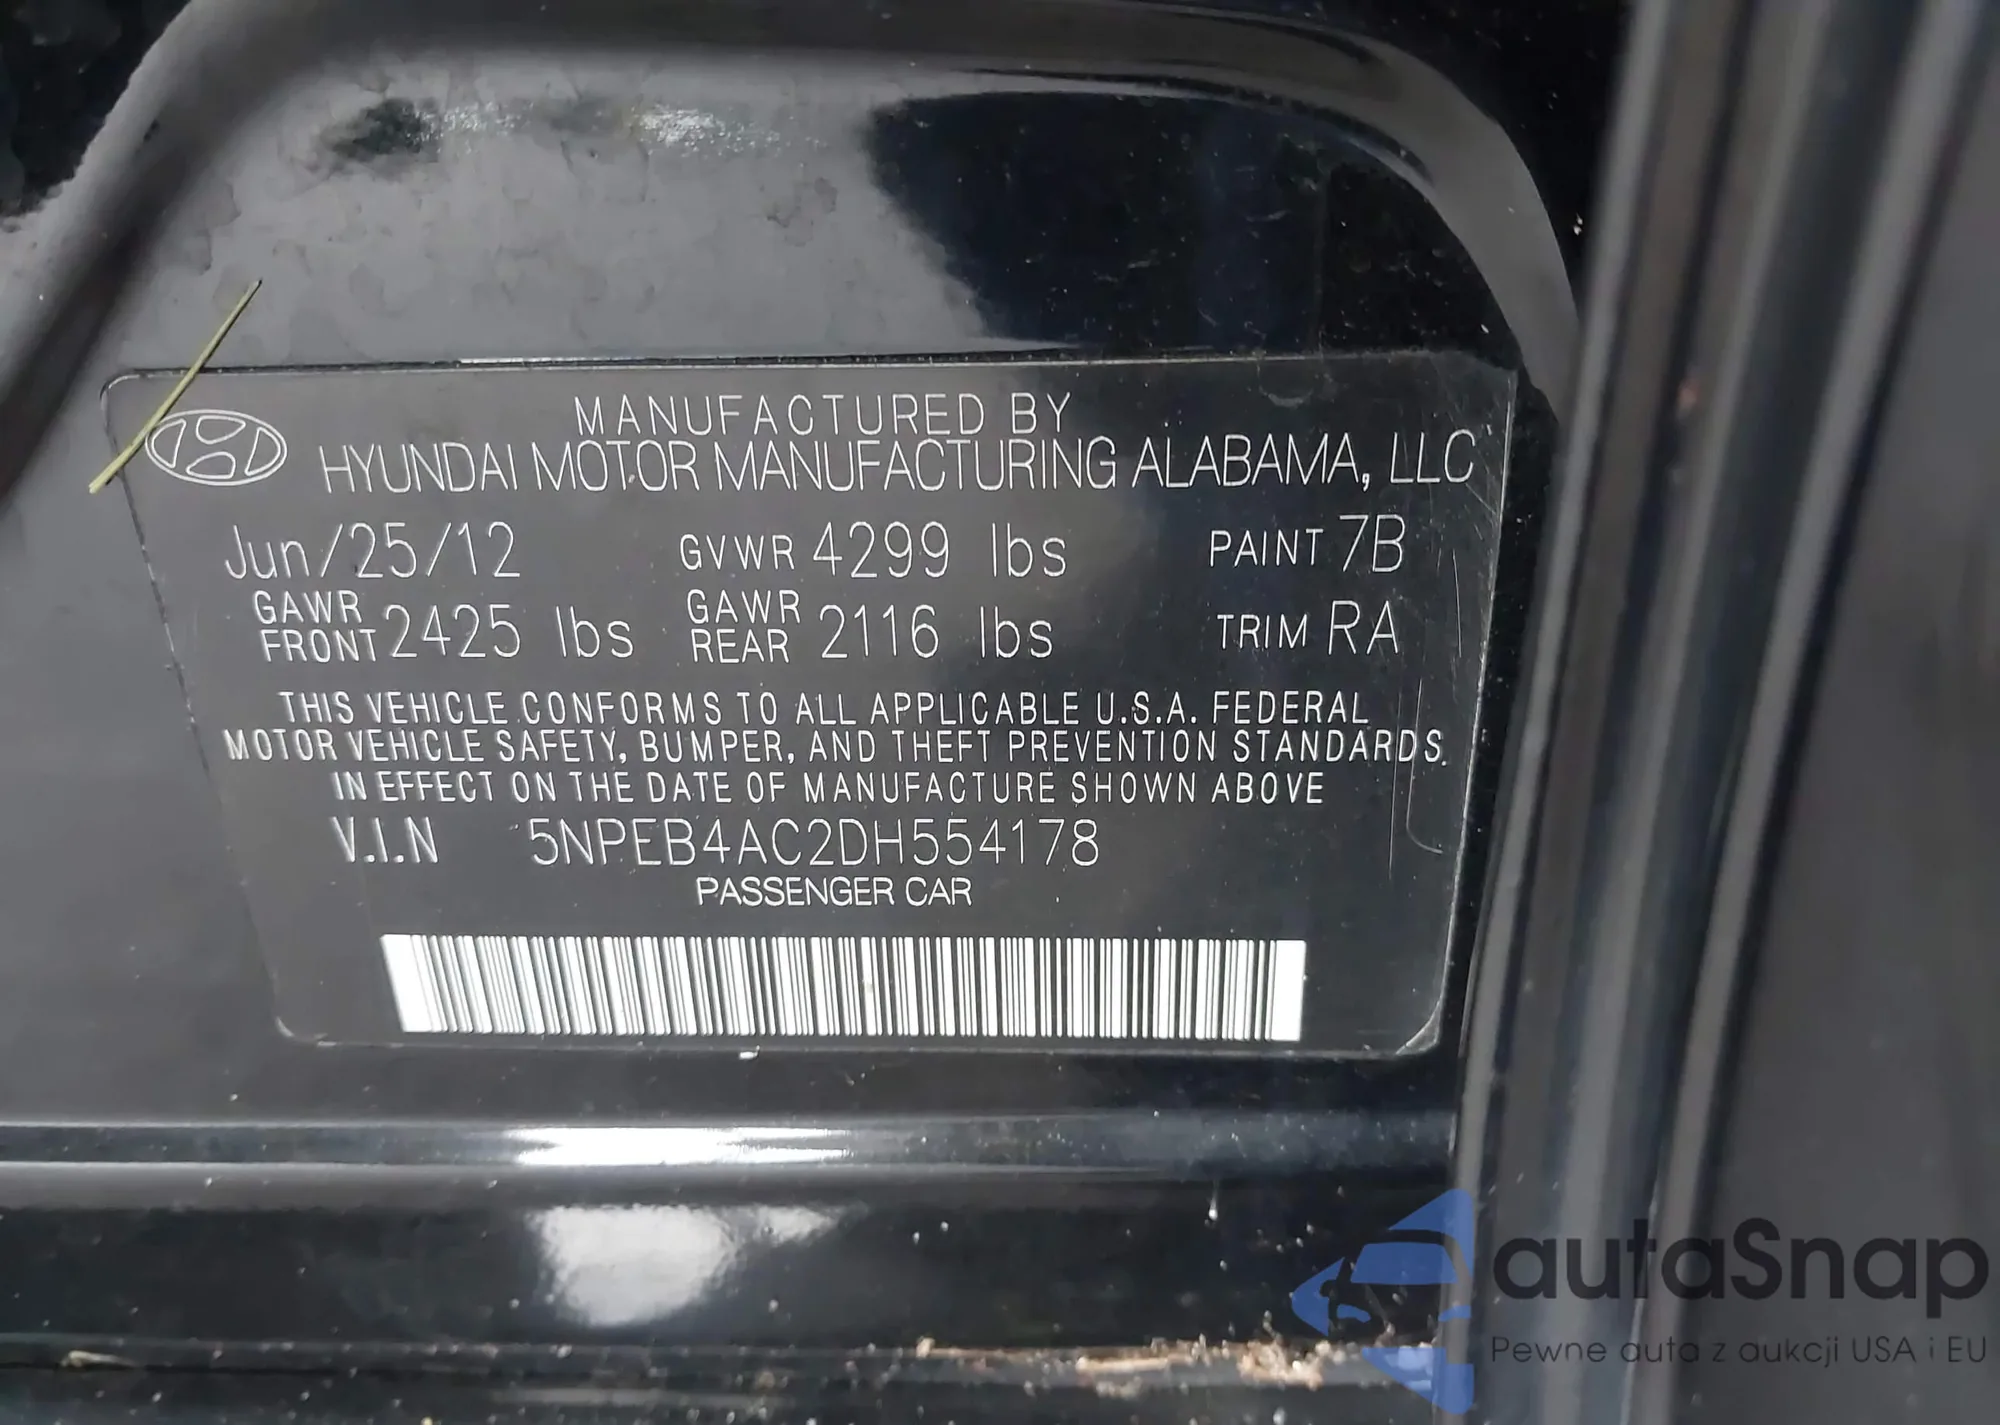 MANUFACTURED BY
HYUNDAI MOTOR MANUFACTURING ALABAMA, LLC
Jun/25/12 GVWR 4299 lbs PAINT 7B
GAWR FRONT 2425 lbs GAWR REAR 2116 lbs TRIM RA
THIS VEHICLE CONFORMS TO ALL APPLICABLE U.S.A. FEDERAL
MOTOR VEHICLE SAFETY, BUMPER, AND THEFT PREVENTION STANDARDS.
IN EFFECT ON THE DATE OF MANUFACTURE SHOWN ABOVE
V.I.N 5NPEB4AC2DH554178
PASSENGER CAR
autaSnap
Pewne auta z aukcji USA i EU